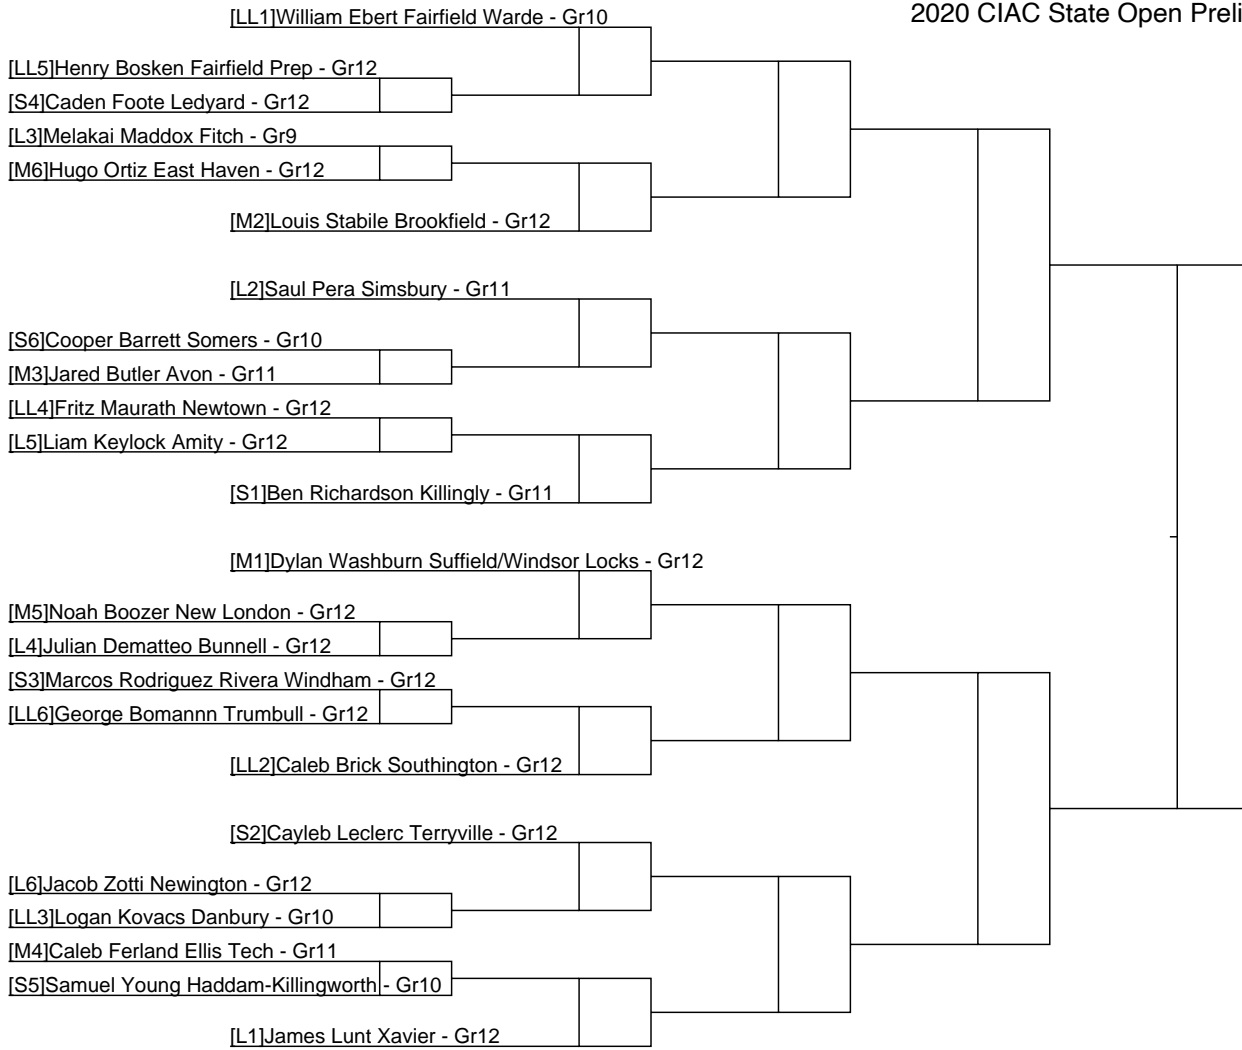 2020 CIAC State Open Preli
[LL1]William Ebert Fairfield Warde - Gr10
[LL5]Henry Bosken Fairfield Prep - Gr12
[S4]Caden Foote Ledyard - Gr12
[L3]Melakai Maddox Fitch - Gr9
[M6]Hugo Ortiz East Haven - Gr12
[M2]Louis Stabile Brookfield - Gr12
[L2]Saul Pera Simsbury - Gr11
[S6]Cooper Barrett Somers - Gr10
[M3]Jared Butler Avon - Gr11
[LL4]Fritz Maurath Newtown - Gr12
[L5]Liam Keylock Amity - Gr12
[S1]Ben Richardson Killingly - Gr11
[M1]Dylan Washburn Suffield/Windsor Locks - Gr12
[M5]Noah Boozer New London - Gr12
[L4]Julian Dematteo Bunnell - Gr12
[S3]Marcos Rodriguez Rivera Windham - Gr12
[LL6]George Bomannn Trumbull - Gr12
[LL2]Caleb Brick Southington - Gr12
[S2]Cayleb Leclerc Terryville - Gr12
[L6]Jacob Zotti Newington - Gr12
[LL3]Logan Kovacs Danbury - Gr10
[M4]Caleb Ferland Ellis Tech - Gr11
[S5]Samuel Young Haddam-Killingworth - Gr10
[L1]James Lunt Xavier - Gr12